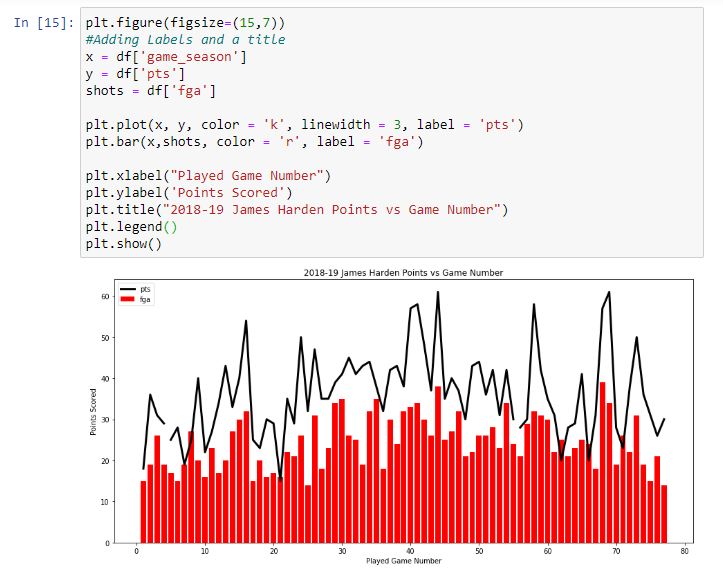 In [15]: plt.figure(figsize=(15,7))
#Adding Labels and a title
x = df['game_season']
y = df['pts']
shots = df['fga']
plt.plot(x, y, color = 'k', linewidth = 3, label = 'pts')
plt.bar(x,shots, color = 'r', label = 'fga')
plt.xlabel("Played Game Number")
plt.ylabel('Points Scored')
plt.title("2018-19 James Harden Points vs Game Number")
plt.legend()
plt.show()
2018-19 James Harden Points vs Game Number
pts
fga
Points Scored
60
50
40
30
20
10
0
0 10 20 30 40 50 60 70 80
Played Game Number